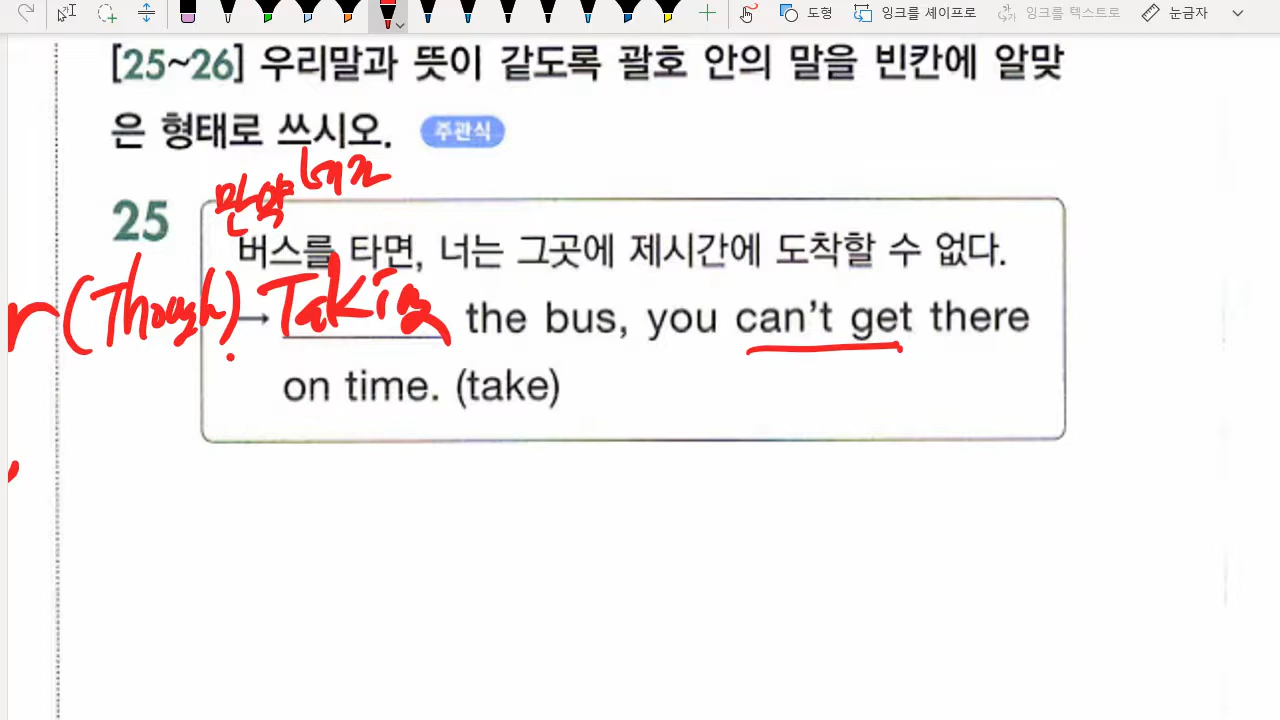 도형 잉크를 셰이프로 잉크를 텍스트로 눈금자
[25~26] 우리말과 뜻이 같도록 괄호 안의 말을 빈칸에 알맞
은 형태로 쓰시오. 주관식
만약
25
버스를 타면, 너는 그곳에 제시간에 도착할 수 없다.
r (Though) → Taking the bus, you can't get there
on time. (take)